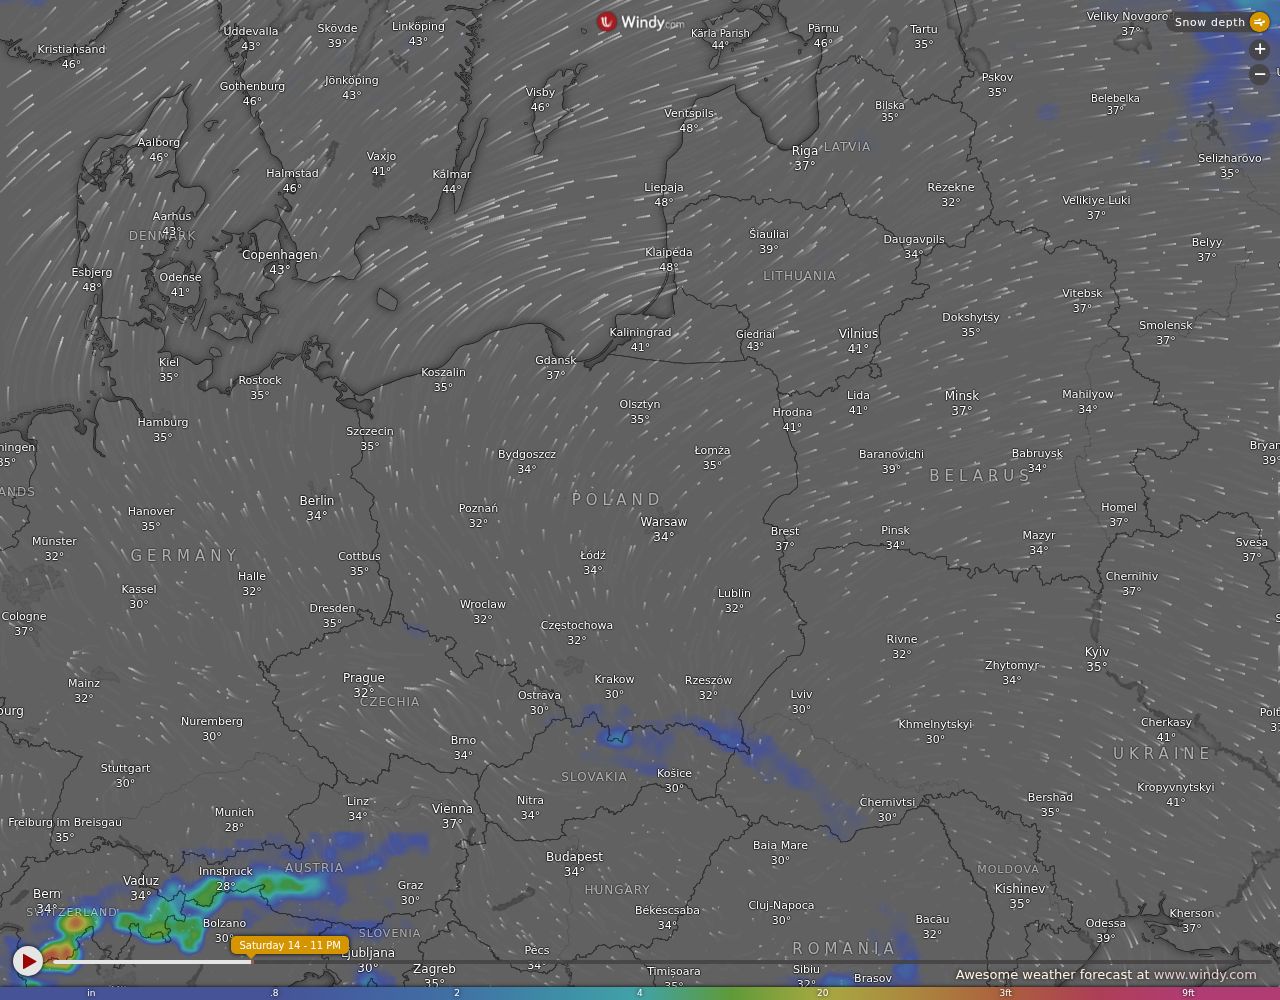 Windy.com
Snow depth
+
−
Linköping
43°
Skövde
39°
Uddevalla
43°
Kärla Parish
44°
Pärnu
46°
Tartu
35°
37°
Kristiansand
46°
Gothenburg
46°
Jönköping
43°
Visby
46°
Pskov
35°
Belebelka
37°
Bilska
35°
Ventspils
48°
Aalborg
46°
Vaxjo
41°
Halmstad
46°
Kalmar
44°
Riga
37°
LATVIA
Selizharovo
35°
Liepaja
48°
Rēzekne
32°
Velikiye Luki
37°
Aarhus
43°
DENMARK
Copenhagen
43°
Šiauliai
39°
Daugavpils
34°
Belyy
37°
Klaipėda
48°
LITHUANIA
Esbjerg
48°
Odense
41°
Vitebsk
37°
Dokshytsy
35°
Smolensk
37°
Kaliningrad
41°
Giedriai
43°
Vilnius
41°
Kiel
35°
Rostock
35°
Koszalin
35°
Gdansk
37°
Olsztyn
35°
Hrodna
41°
Lida
41°
Minsk
37°
Mahilyow
34°
Hamburg
35°
Szczecin
35°
Bydgoszcz
34°
Łomża
35°
Baranovichi
39°
Babruysk
34°
BELARUS
Berlin
34°
Hanover
35°
Poznań
32°
POLAND
Warsaw
34°
Brest
37°
Pinsk
34°
Homel
37°
Mazyr
34°
Svesa
37°
Münster
32°
GERMANY
Cottbus
35°
Łódź
34°
Kassel
30°
Halle
32°
Chernihiv
37°
Cologne
37°
Dresden
35°
Wroclaw
32°
Lublin
32°
Częstochowa
32°
Rivne
32°
Kyiv
35°
Zhytomyr
34°
Mainz
32°
Prague
32°
CZECHIA
Ostrava
30°
Krakow
30°
Rzeszów
32°
Lviv
30°
Nuremberg
30°
Khmelnytskyi
30°
Cherkasy
41°
UKRAINE
Brno
34°
Stuttgart
30°
SLOVAKIA
Košice
30°
Kropyvnytskyi
41°
Bershad
35°
Chernivtsi
30°
Linz
34°
Vienna
37°
Nitra
34°
Munich
28°
Freiburg im Breisgau
35°
Baia Mare
30°
Budapest
34°
HUNGARY
AUSTRIA
Innsbruck
28°
Vaduz
34°
Bern
34°
SWITZERLAND
Graz
30°
MOLDOVA
Kishinev
35°
Békéscsaba
34°
Cluj-Napoca
30°
Bacău
32°
Odessa
39°
Kherson
37°
Bolzano
30°
SLOVENIA
Saturday 14 - 11 PM
30°
Zagreb
35°
Pécs
34°
ROMANIA
Timișoara
35°
Sibiu
32°
Brasov
Awesome weather forecast at www.windy.com
in .8 2 4 20 3ft 9ft